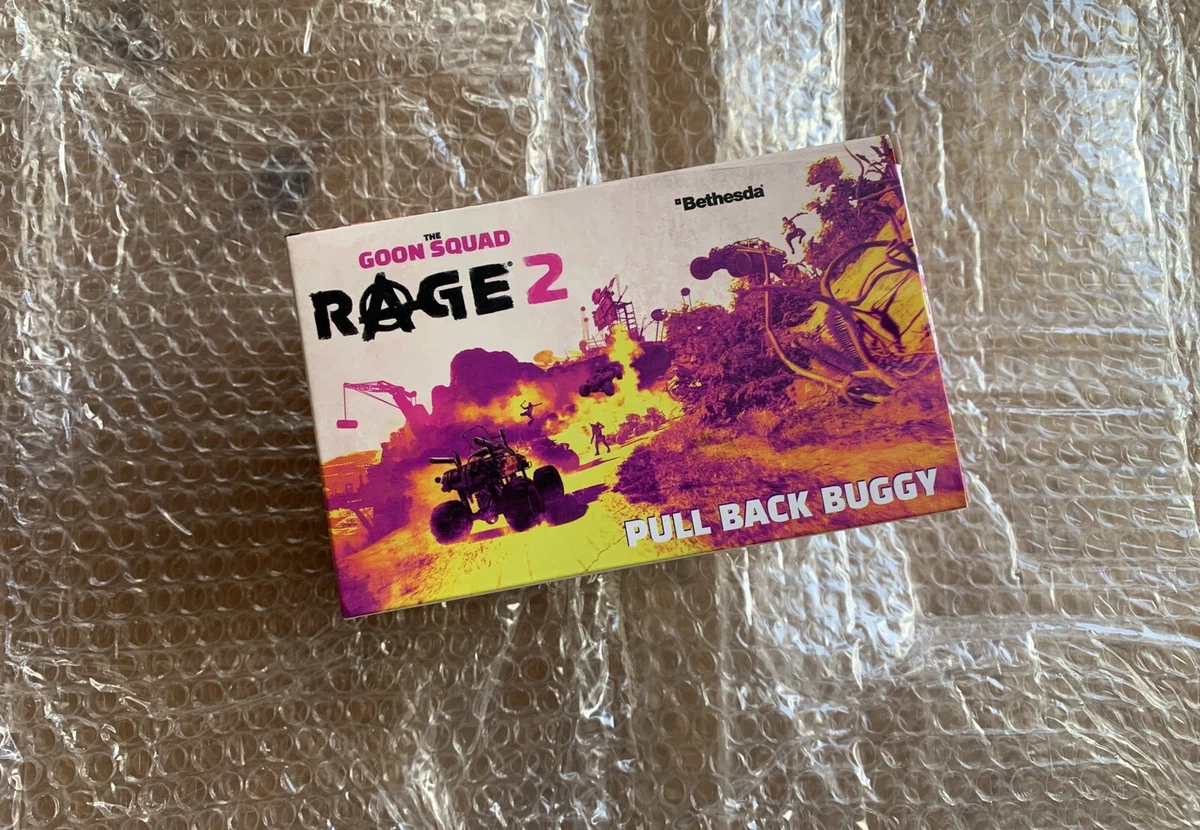 THE
GOON SQUAD
RAGE® 2
Bethesda®
PULL BACK BUGGY